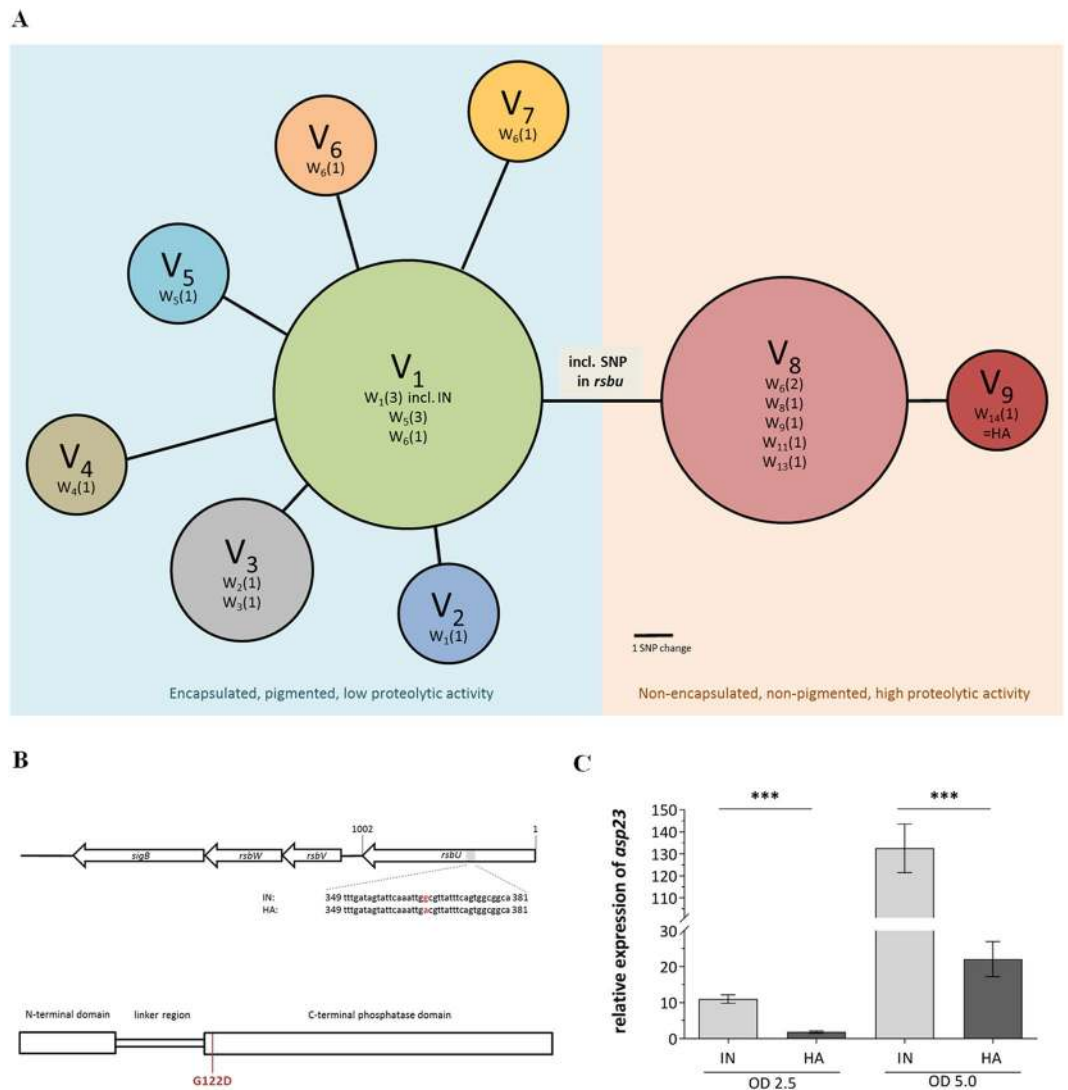 A
V7
W6(1)
V6
W6(1)
V5
W5(1)
V1
W1(3) incl. IN
W5(3)
W6(1)
incl. SNP
in rsbu
V8
W6(2)
W8(1)
W9(1)
W11(1)
W13(1)
V9
W14(1)
=HA
V4
W4(1)
V3
W2(1)
W3(1)
V2
W1(1)
1 SNP change
Encapsulated, pigmented, low proteolytic activity
Non-encapsulated, non-pigmented, high proteolytic activity
B
1002 1
sigB rsbW rsbV rsbU
IN: 349 tttgatagtattcaaattggcgttatttcagtggcggca 381
HA: 349 tttgatagtattcaaattgacgttatttcagtggcggca 381
N-terminal domain linker region C-terminal phosphatase domain
G122D
C
relative expression of asp23
150
140
130
120
110
100
30
20
10
0
*** ***
IN HA IN HA
OD 2.5 OD 5.0